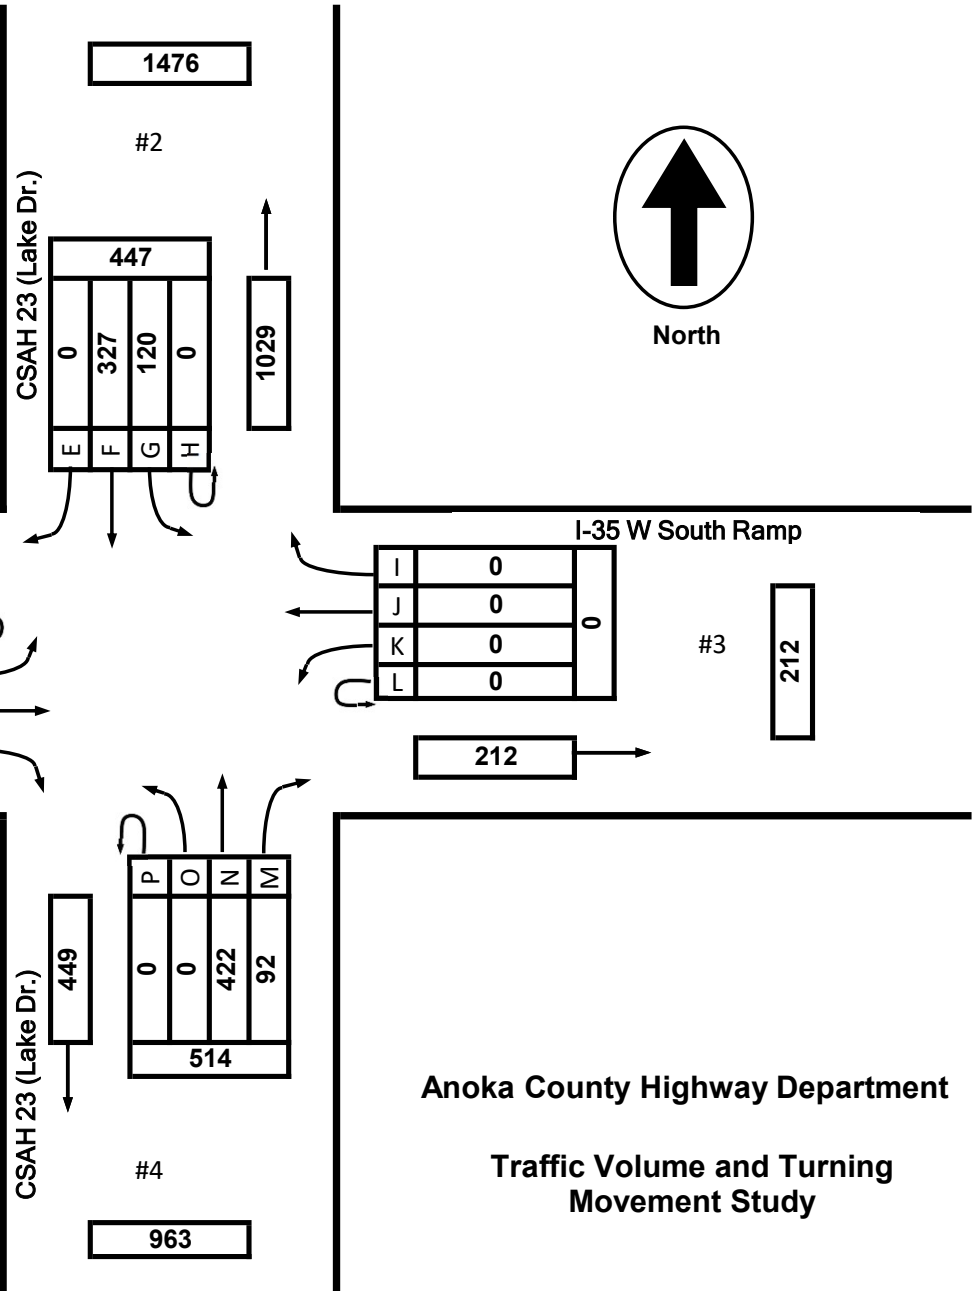 1476
#2
CSAH 23 (Lake Dr.)
447
0
327
120
0
1029
E
F
G
H
North
I-35 W South Ramp
I
0
J
0
K
0
L
0
0
#3
212
212
P
O
N
M
0
0
422
92
514
449
CSAH 23 (Lake Dr.)
#4
963
Anoka County Highway Department
Traffic Volume and Turning
Movement Study